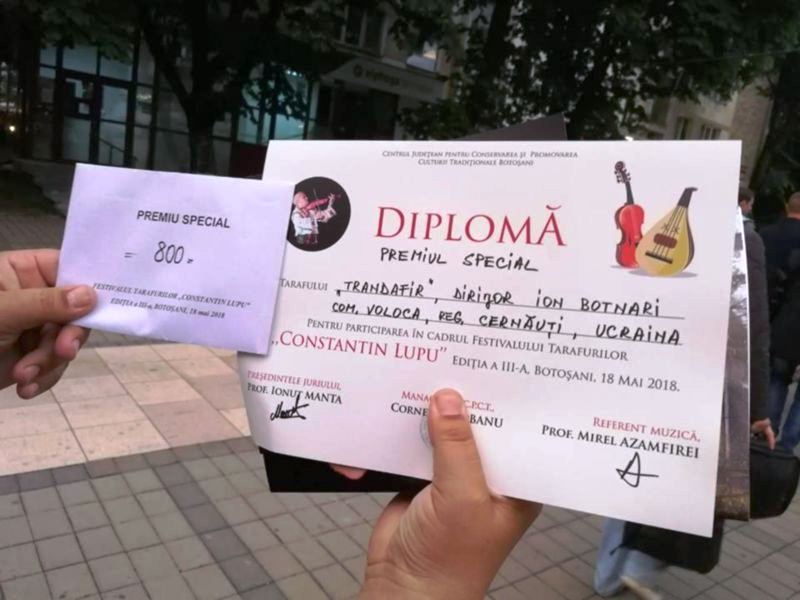 PREMIU SPECIAL
= 800 =
FESTIVALUL TARAFURILOR „CONSTANTIN LUPU"
EDIȚIA a III-a, BOTOȘANI, 18 mai 2018
CENTRUL JUDEȚEAN PENTRU CONSERVAREA ȘI PROMOVAREA
CULTURII TRADIȚIONALE BOTOȘANI
DIPLOMĂ
PREMIUL SPECIAL
TARAFULUI „TRANDAFIR", DIRIJOR ION BOTNARI
COM. VOLOCA, REG. CERNĂUȚI, UCRAINA
PENTRU PARTICIPAREA ÎN CADRUL FESTIVALULUI TARAFURILOR
„CONSTANTIN LUPU" EDIȚIA A III-A, BOTOȘANI, 18 MAI 2018.
PREȘEDINTELE JURIULUI,
PROF. IONUȚ MANTA
REFERENT MUZICĂ,
PROF. MIREL AZAMFIREI